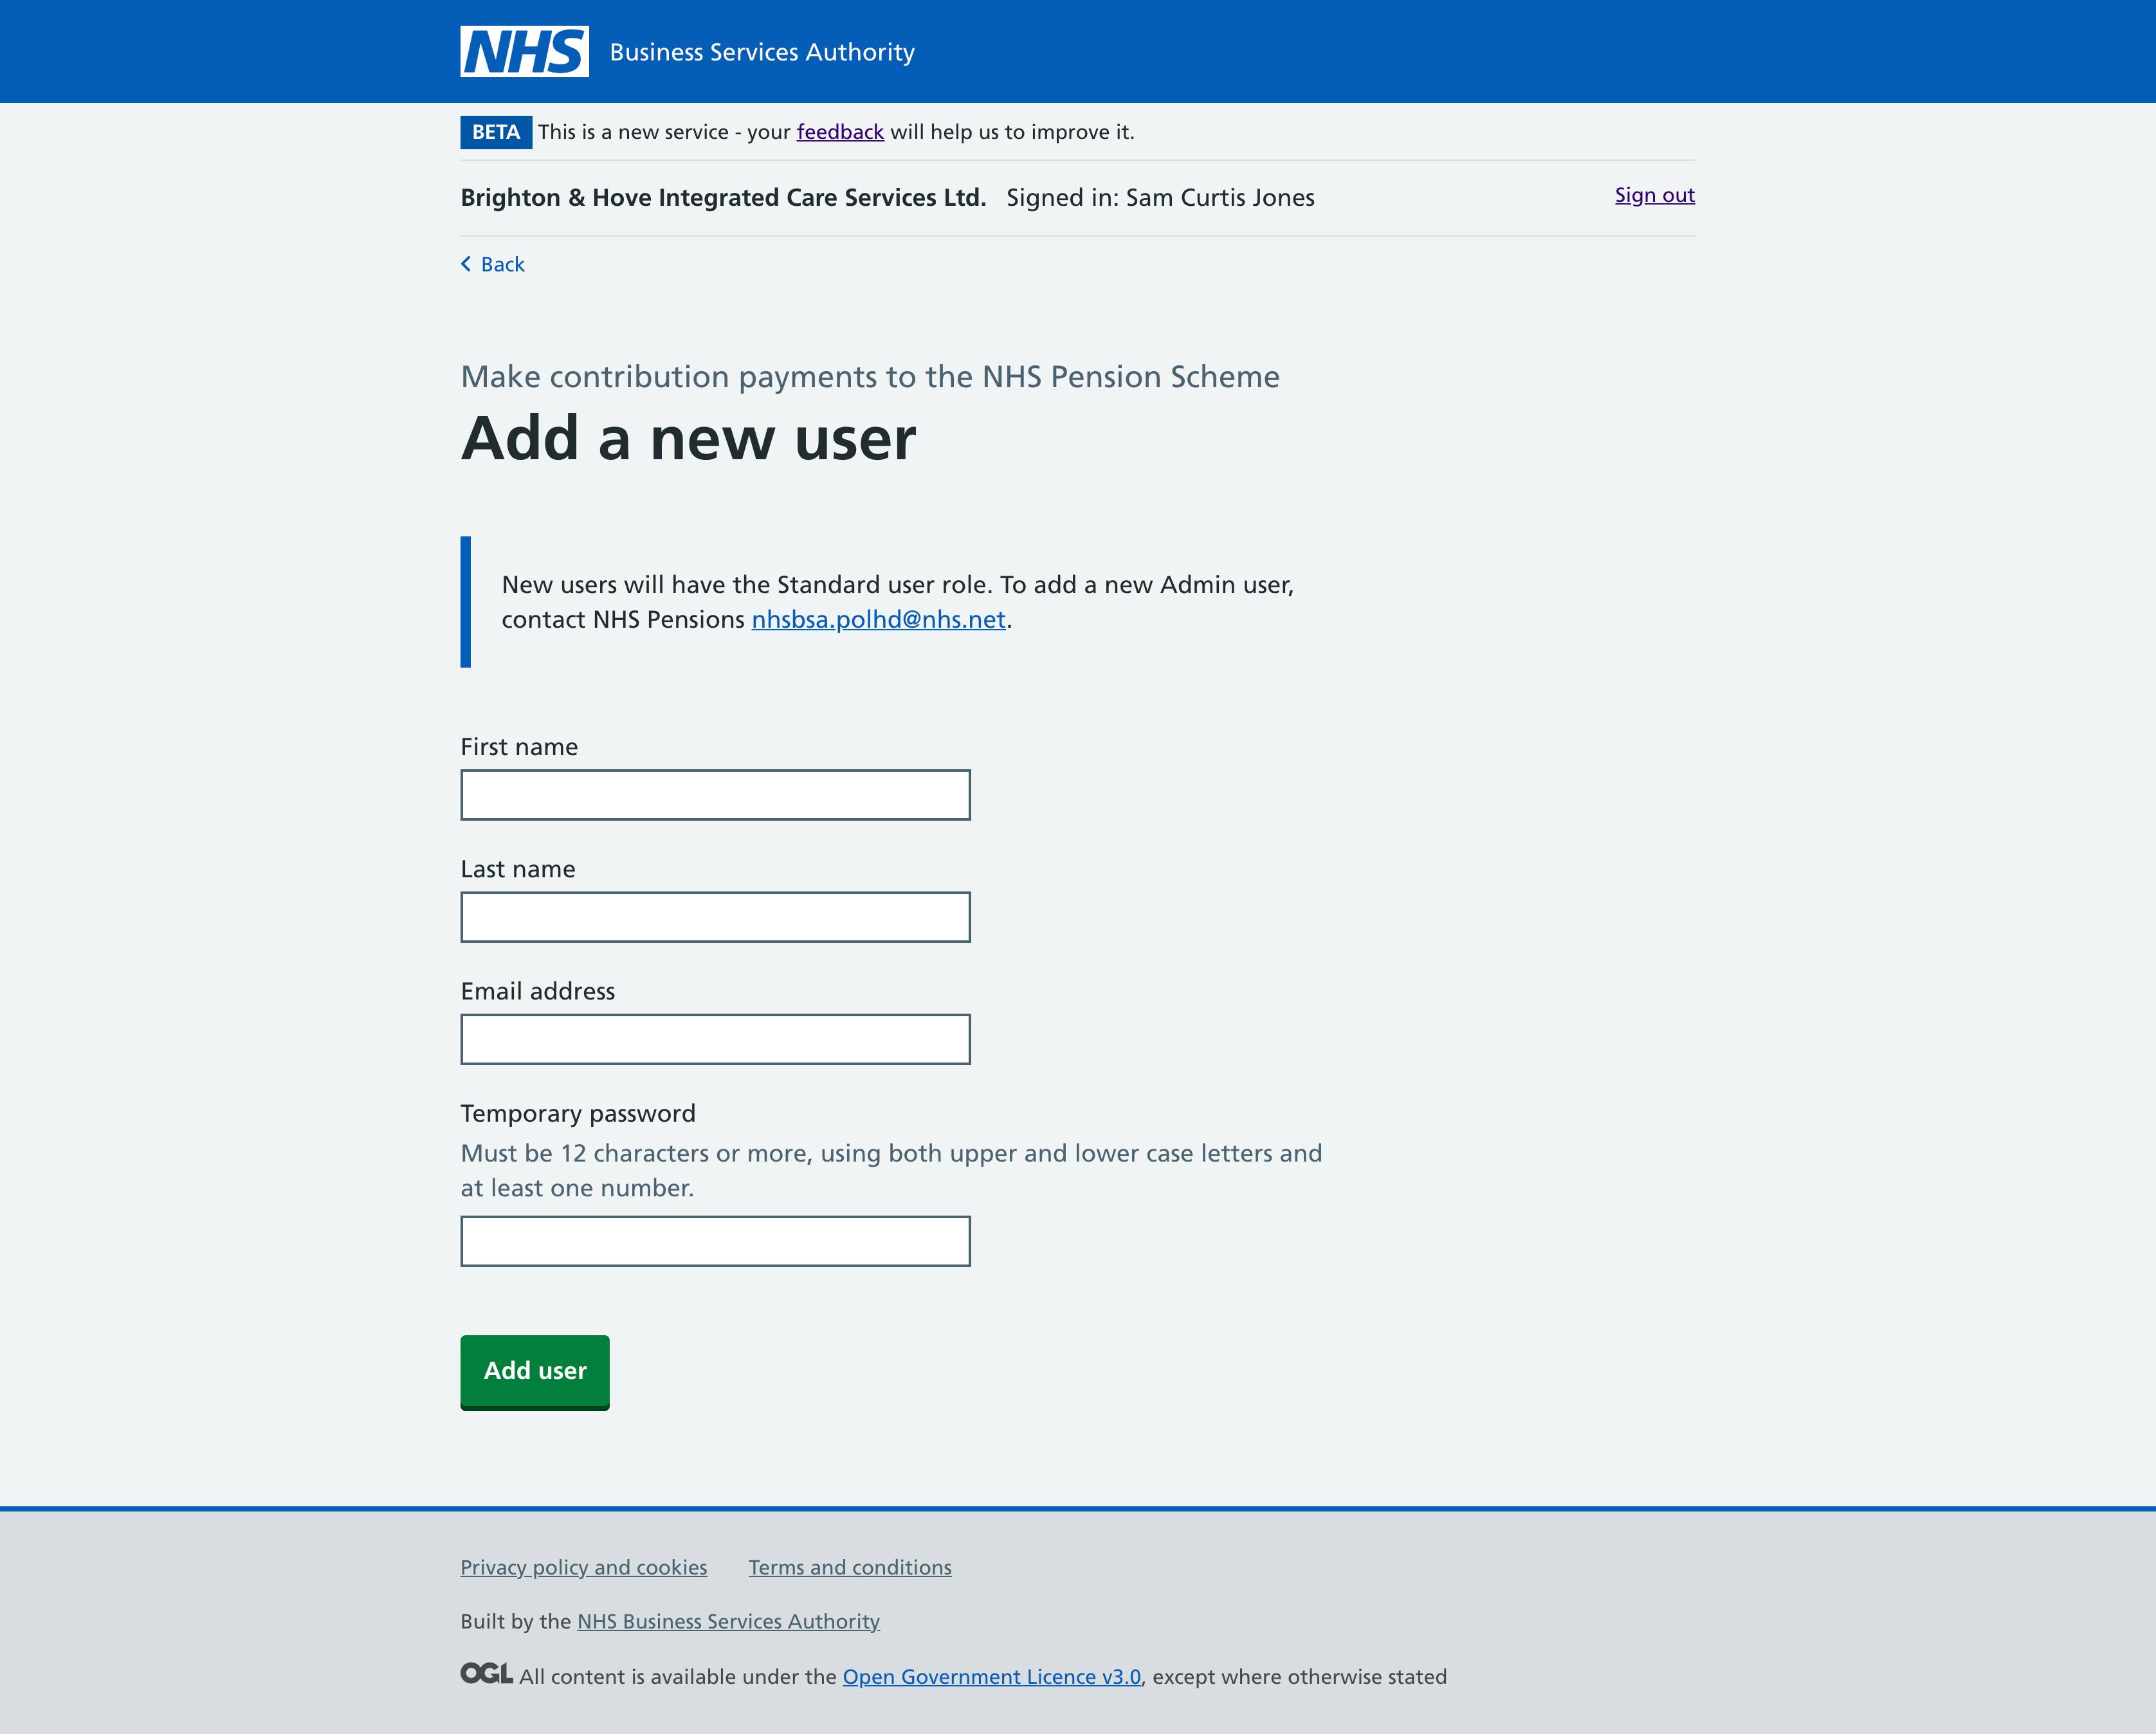 NHS Business Services Authority
BETA This is a new service - your feedback will help us to improve it.
Brighton & Hove Integrated Care Services Ltd. Signed in: Sam Curtis Jones Sign out
Back
Make contribution payments to the NHS Pension Scheme
Add a new user
New users will have the Standard user role. To add a new Admin user,
contact NHS Pensions nhsbsa.polhd@nhs.net.
First name
Last name
Email address
Temporary password
Must be 12 characters or more, using both upper and lower case letters and
at least one number.
Add user
Privacy policy and cookies Terms and conditions
Built by the NHS Business Services Authority
OGL All content is available under the Open Government Licence v3.0, except where otherwise stated